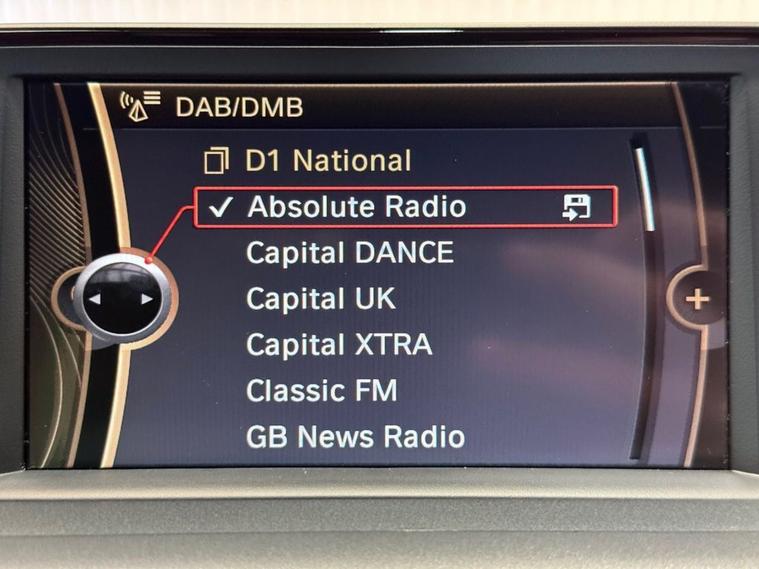 DAB/DMB
D1 National
Absolute Radio
Capital DANCE
Capital UK
Capital XTRA
Classic FM
GB News Radio